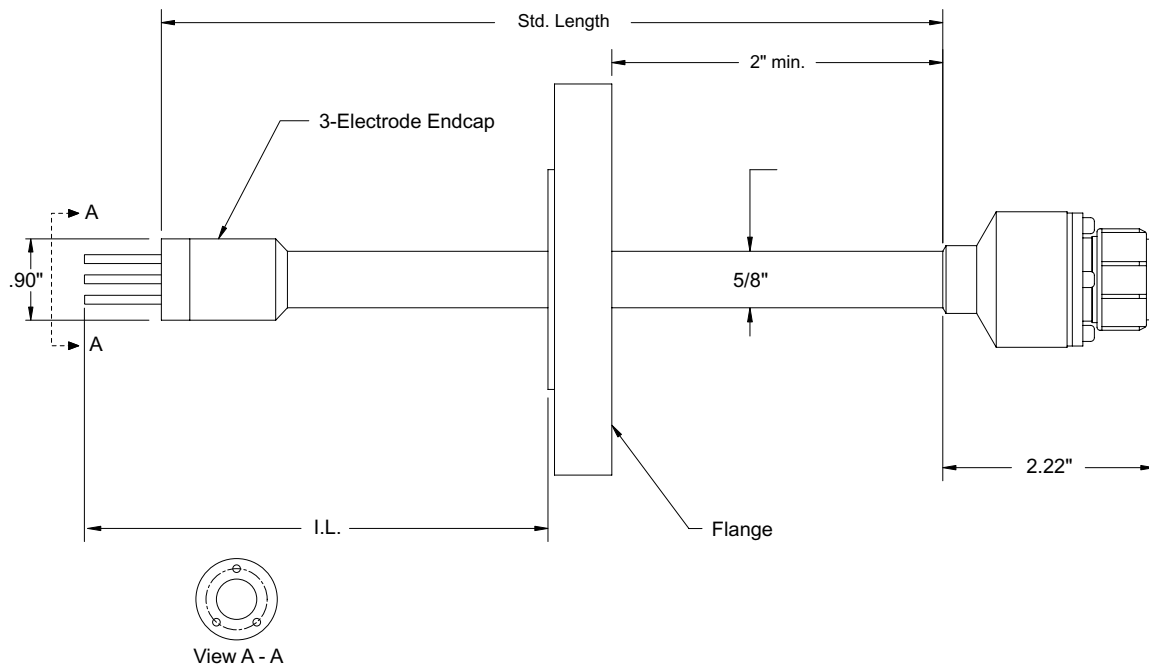 Std. Length
2" min.
3-Electrode Endcap
A
.90"
5/8"
A
2.22"
I.L.
Flange
View A - A